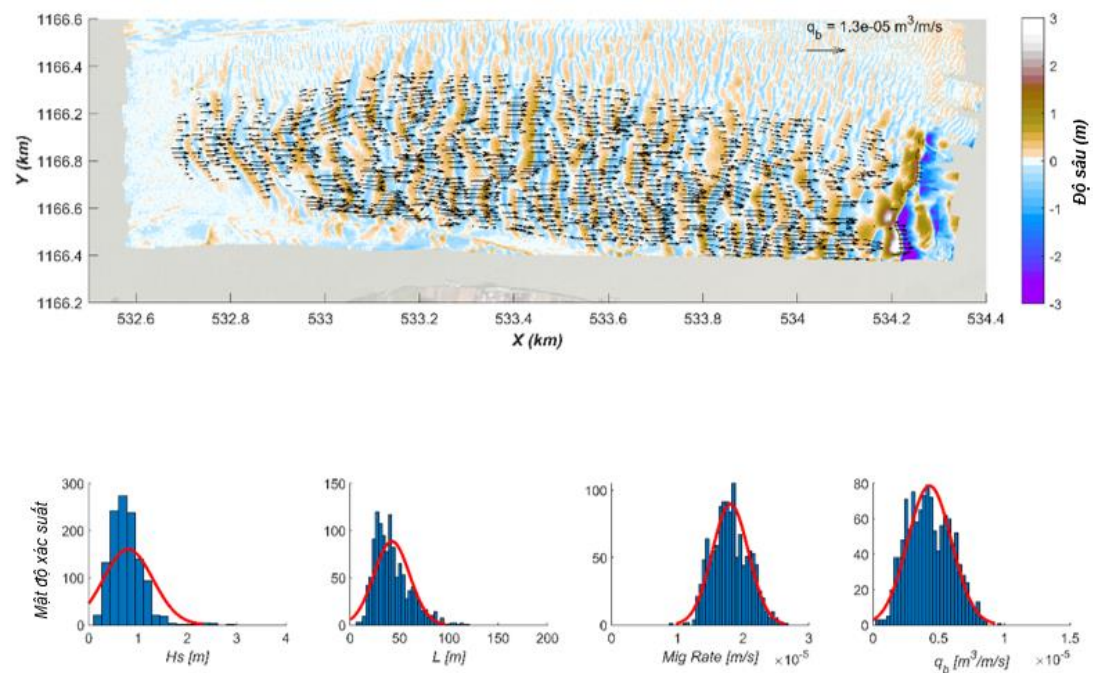 q_b = 1.3e-05 m³/m/s
1166.6
1166.4
1166.2
1166.8
1166.6
1166.4
1166.2
Y (km)
532.6 532.8 533 533.2 533.4 533.6 533.8 534 534.2 534.4
X (km)
3
2
1
0
-1
-2
-3
Độ sâu (m)
Mật độ xác suất
300
200
100
0
0 1 2 3 4
Hs [m]
150
100
50
0
0 50 100 150 200
L [m]
100
50
0
0 1 2 3
×10⁻⁵
Mig Rate [m/s]
80
60
40
20
0
0 0.5 1 1.5
×10⁻⁵
q_b [m³/m/s]